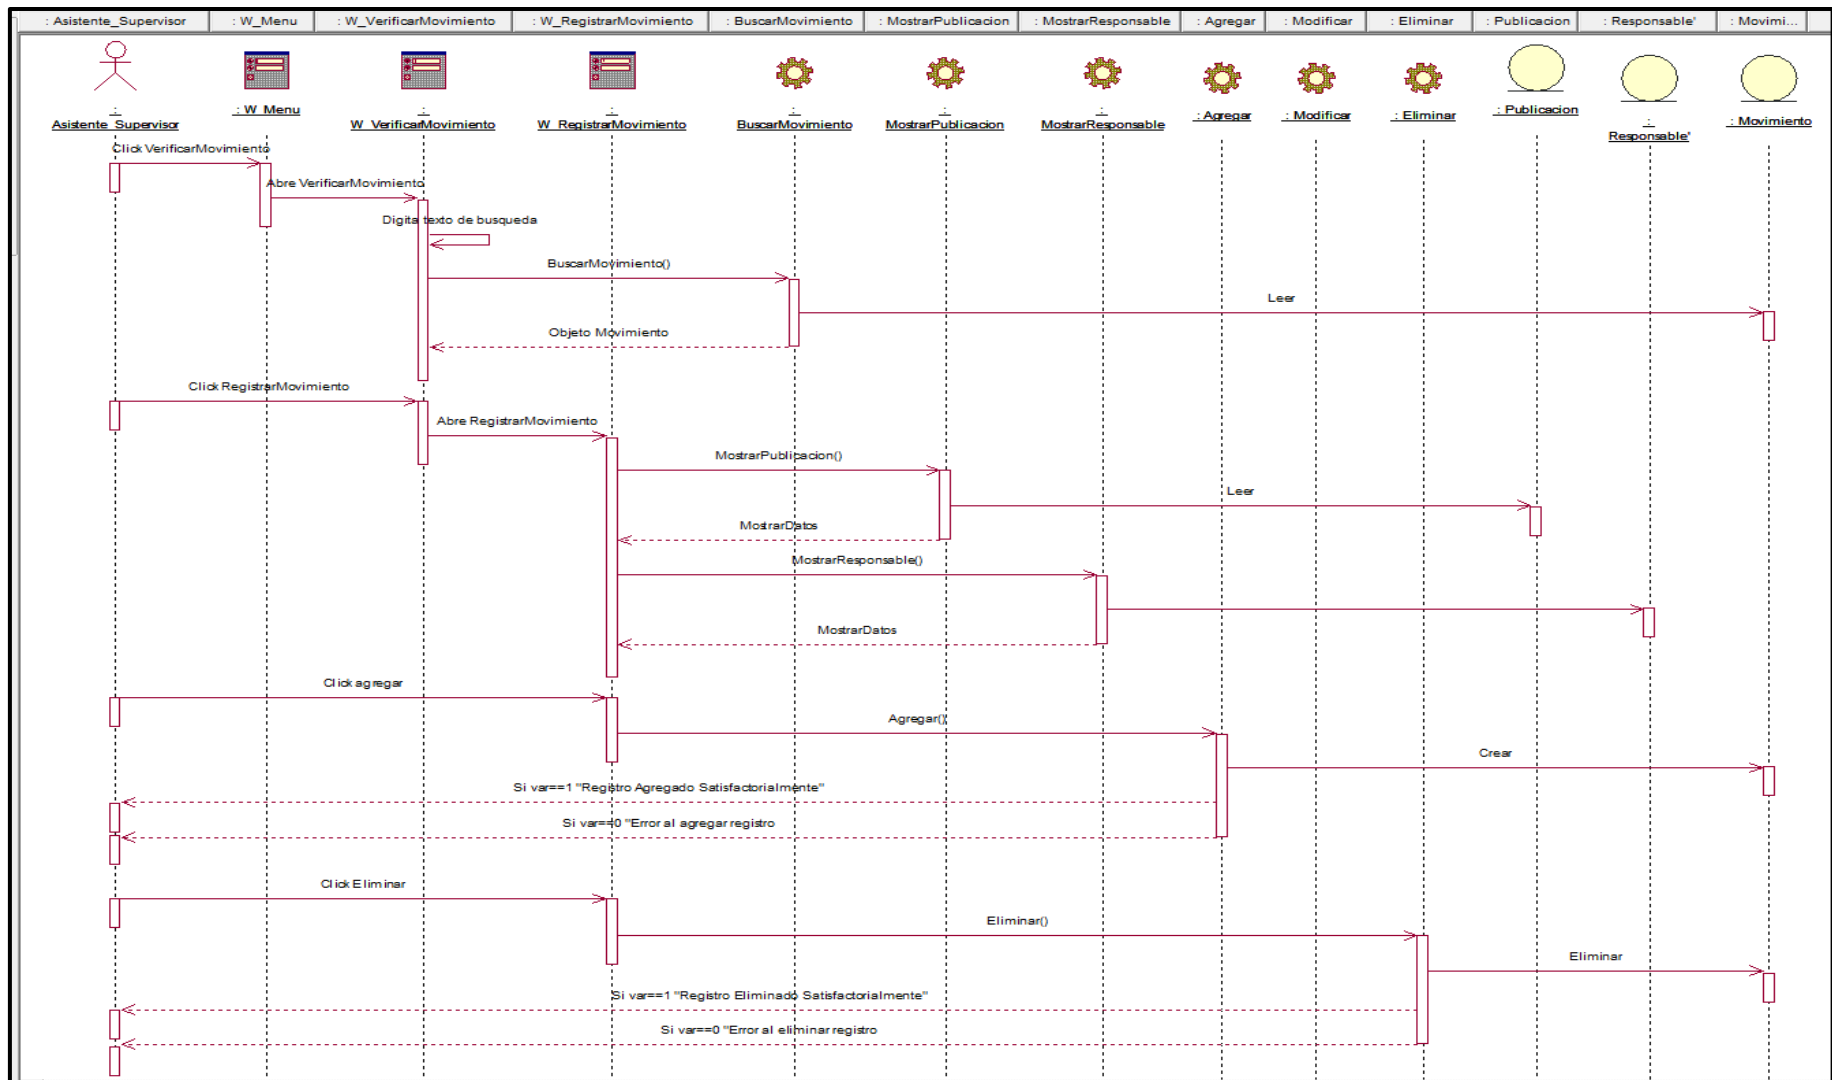 : Asistente_Supervisor
: W_Menu
: W_VerificarMovimiento
: W_RegistrarMovimiento
: BuscarMovimiento
: MostrarPublicacion
: MostrarResponsable
: Agregar
: Modificar
: Eliminar
: Publicacion
: Responsable'
: Movimi...
:
Asistente_Supervisor
: W_Menu
:
W_VerificarMovimiento
:
W_RegistrarMovimiento
:
BuscarMovimiento
:
MostrarPublicacion
:
MostrarResponsable
: Agregar
: Modificar
: Eliminar
: Publicacion
:
Responsable'
: Movimiento
Click VerificarMovimiento
Abre VerificarMovimiento
Digita texto de busqueda
BuscarMovimiento()
Leer
Objeto Movimiento
Click RegistrarMovimiento
Abre RegistrarMovimiento
MostrarPublicacion()
Leer
MostrarDatos
MostrarResponsable()
MostrarDatos
Click agregar
Agregar()
Crear
Si var==1 "Registro Agregado Satisfactorialmente"
Si var==0 "Error al agregar registro
Click Eliminar
Eliminar()
Eliminar
Si var==1 "Registro Eliminado Satisfactorialmente"
Si var==0 "Error al eliminar registro